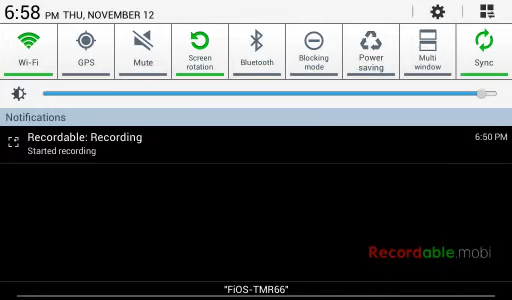 6:58 PM THU, NOVEMBER 12
Wi-Fi
GPS
Mute
Screen
rotation
Bluetooth
Blocking
mode
Power
saving
Multi
window
Sync
Notifications
Recordable: Recording
6:50 PM
Started recording
Recordable.mobi
"FiOS-TMR66"